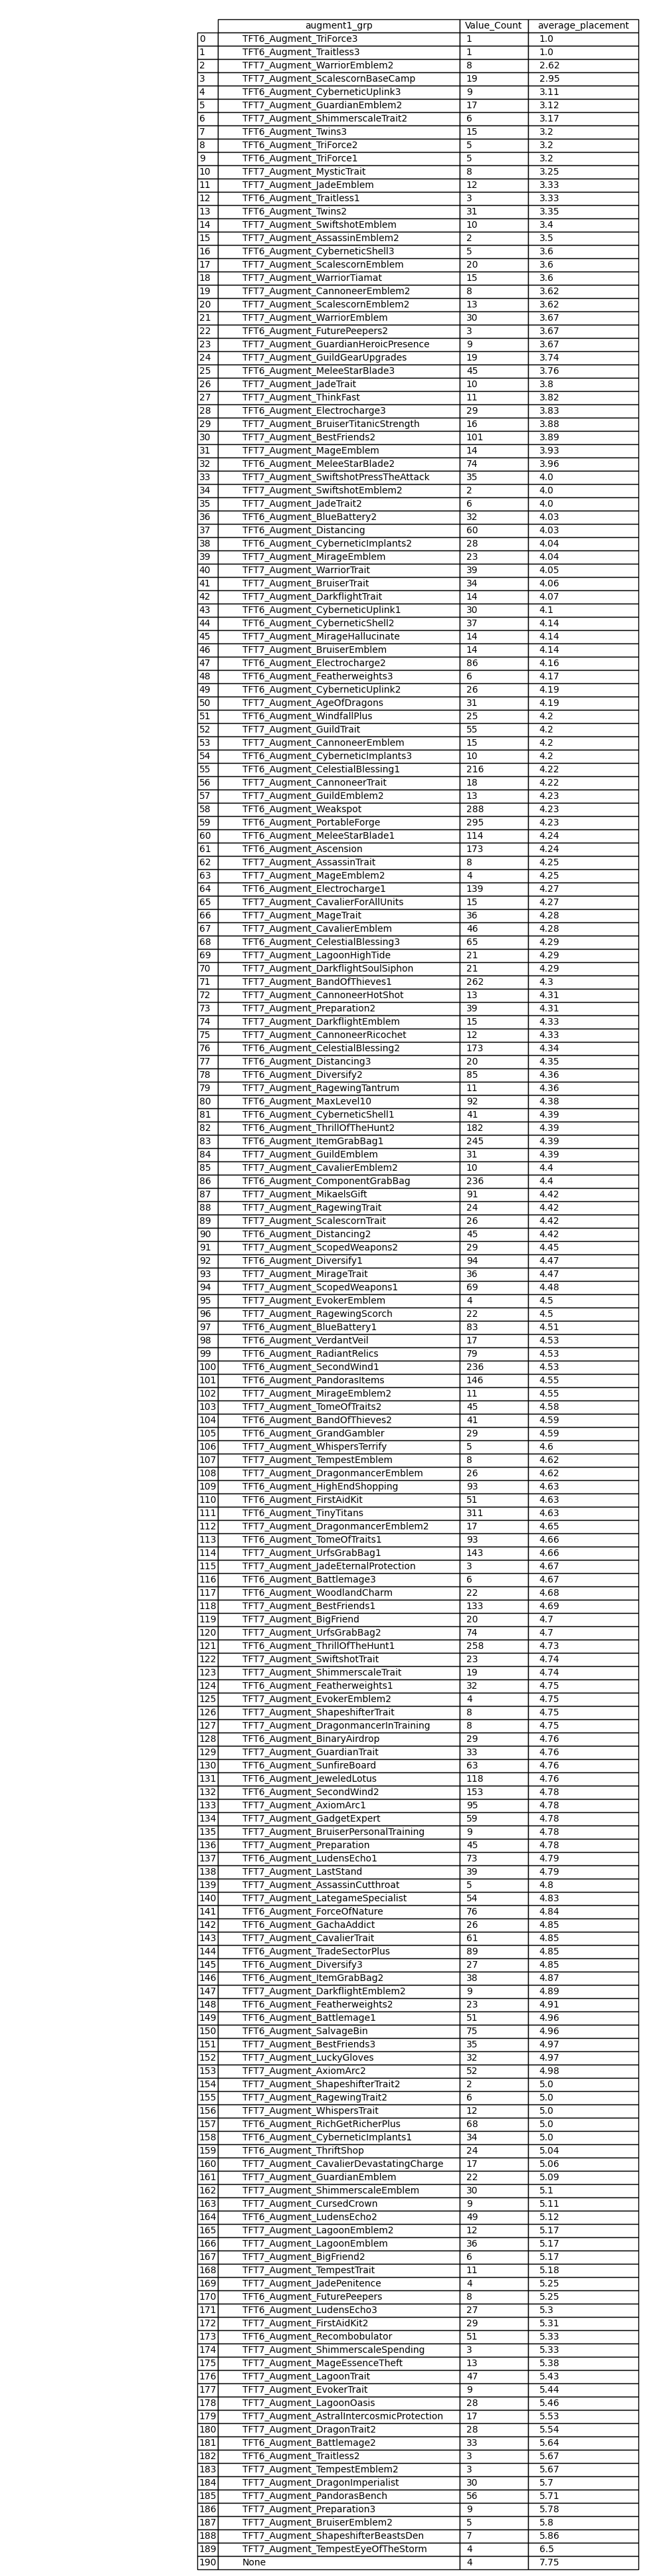 augment1_grp Value_Count average_placement
0 TFT6_Augment_TriForce3 1 1.0
1 TFT6_Augment_Traitless3 1 1.0
2 TFT7_Augment_WarriorEmblem2 8 2.62
3 TFT7_Augment_ScalescornBaseCamp 19 2.95
4 TFT6_Augment_CyberneticUplink3 9 3.11
5 TFT7_Augment_GuardianEmblem2 17 3.12
6 TFT7_Augment_ShimmerscaleTrait2 6 3.17
7 TFT6_Augment_Twins3 15 3.2
8 TFT6_Augment_TriForce2 5 3.2
9 TFT6_Augment_TriForce1 5 3.2
10 TFT7_Augment_MysticTrait 8 3.25
11 TFT7_Augment_JadeEmblem 12 3.33
12 TFT6_Augment_Traitless1 3 3.33
13 TFT6_Augment_Twins2 31 3.35
14 TFT7_Augment_SwiftshotEmblem 10 3.4
15 TFT7_Augment_AssassinEmblem2 2 3.5
16 TFT6_Augment_CyberneticShell3 5 3.6
17 TFT7_Augment_ScalescornEmblem 20 3.6
18 TFT7_Augment_WarriorTiamat 15 3.6
19 TFT7_Augment_CannoneerEmblem2 8 3.62
20 TFT7_Augment_ScalescornEmblem2 13 3.62
21 TFT7_Augment_WarriorEmblem 30 3.67
22 TFT7_Augment_FuturePeepers2 3 3.67
23 TFT7_Augment_GuardianHeroicPresence 9 3.67
24 TFT7_Augment_GuildGearUpgrades 19 3.74
25 TFT6_Augment_MeleeStarBlade3 45 3.76
26 TFT7_Augment_JadeTrait 10 3.8
27 TFT7_Augment_ThinkFast 11 3.82
28 TFT6_Augment_Electrocharge3 29 3.83
29 TFT7_Augment_BruiserTitanicStrength 16 3.88
30 TFT7_Augment_BestFriends2 101 3.89
31 TFT7_Augment_MageEmblem 14 3.93
32 TFT6_Augment_MeleeStarBlade2 74 3.96
33 TFT7_Augment_SwiftshotPressTheAttack 35 4.0
34 TFT7_Augment_SwiftshotEmblem2 2 4.0
35 TFT7_Augment_JadeTrait2 6 4.0
36 TFT6_Augment_BlueBattery2 32 4.03
37 TFT6_Augment_Distancing 60 4.03
38 TFT6_Augment_CyberneticImplants2 28 4.04
39 TFT7_Augment_MirageEmblem 23 4.04
40 TFT7_Augment_WarriorTrait 39 4.05
41 TFT7_Augment_BruiserTrait 34 4.06
42 TFT7_Augment_DarkflightTrait 14 4.07
43 TFT6_Augment_CyberneticUplink1 30 4.1
44 TFT6_Augment_CyberneticShell2 37 4.14
45 TFT7_Augment_MirageHallucinate 14 4.14
46 TFT7_Augment_BruiserEmblem 14 4.14
47 TFT6_Augment_Electrocharge2 86 4.16
48 TFT6_Augment_Featherweights3 6 4.17
49 TFT6_Augment_CyberneticUplink2 26 4.19
50 TFT7_Augment_AgeOfDragons 31 4.19
51 TFT6_Augment_WindfallPlus 25 4.2
52 TFT7_Augment_GuildTrait 55 4.2
53 TFT7_Augment_CannoneerEmblem 15 4.2
54 TFT6_Augment_CyberneticImplants3 10 4.2
55 TFT6_Augment_CelestialBlessing1 216 4.22
56 TFT7_Augment_CannoneerTrait 18 4.22
57 TFT7_Augment_GuildEmblem2 13 4.23
58 TFT6_Augment_Weakspot 288 4.23
59 TFT6_Augment_PortableForge 295 4.23
60 TFT6_Augment_MeleeStarBlade1 114 4.24
61 TFT6_Augment_Ascension 173 4.24
62 TFT7_Augment_AssassinTrait 8 4.25
63 TFT7_Augment_MageEmblem2 4 4.25
64 TFT6_Augment_Electrocharge1 139 4.27
65 TFT7_Augment_CavalierForAllUnits 15 4.27
66 TFT7_Augment_MageTrait 36 4.28
67 TFT7_Augment_CavalierEmblem 46 4.28
68 TFT6_Augment_CelestialBlessing3 65 4.29
69 TFT7_Augment_LagoonHighTide 21 4.29
70 TFT7_Augment_DarkflightSoulSiphon 21 4.29
71 TFT7_Augment_BandOfThieves1 262 4.3
72 TFT7_Augment_CannoneerHotShot 13 4.31
73 TFT7_Augment_Preparation2 39 4.31
74 TFT7_Augment_DarkflightEmblem 15 4.33
75 TFT7_Augment_CannoneerRicochet 12 4.33
76 TFT6_Augment_CelestialBlessing2 173 4.34
77 TFT6_Augment_Distancing3 20 4.35
78 TFT6_Augment_Diversify2 85 4.36
79 TFT7_Augment_RagewingTantrum 11 4.36
80 TFT6_Augment_MaxLevel10 92 4.38
81 TFT6_Augment_CyberneticShell1 41 4.39
82 TFT6_Augment_ThrillOfTheHunt2 182 4.39
83 TFT6_Augment_ItemGrabBag1 245 4.39
84 TFT7_Augment_GuildEmblem 31 4.39
85 TFT7_Augment_CavalierEmblem2 10 4.4
86 TFT6_Augment_ComponentGrabBag 236 4.4
87 TFT7_Augment_MikaelsGift 91 4.42
88 TFT7_Augment_RagewingTrait 24 4.42
89 TFT7_Augment_ScalescornTrait 26 4.42
90 TFT6_Augment_Distancing2 45 4.42
91 TFT7_Augment_ScopedWeapons2 29 4.45
92 TFT6_Augment_Diversify1 94 4.47
93 TFT7_Augment_MirageTrait 36 4.47
94 TFT7_Augment_ScopedWeapons1 69 4.48
95 TFT7_Augment_EvokerEmblem 4 4.5
96 TFT7_Augment_RagewingScorch 22 4.5
97 TFT6_Augment_BlueBattery1 83 4.51
98 TFT6_Augment_VerdantVeil 17 4.53
99 TFT6_Augment_RadiantRelics 79 4.53
100 TFT6_Augment_SecondWind1 236 4.53
101 TFT6_Augment_PandorasItems 146 4.55
102 TFT7_Augment_MirageEmblem2 11 4.55
103 TFT7_Augment_TomeOfTraits2 45 4.58
104 TFT6_Augment_BandOfThieves2 41 4.59
105 TFT6_Augment_GrandGambler 29 4.59
106 TFT7_Augment_WhispersTerrify 5 4.6
107 TFT7_Augment_TempestEmblem 8 4.62
108 TFT7_Augment_DragonmancerEmblem 26 4.62
109 TFT6_Augment_HighEndShopping 93 4.63
110 TFT6_Augment_FirstAidKit 51 4.63
111 TFT6_Augment_TinyTitans 311 4.63
112 TFT7_Augment_DragonmancerEmblem2 17 4.65
113 TFT6_Augment_TomeOfTraits1 93 4.66
114 TFT7_Augment_UrfsGrabBag1 143 4.66
115 TFT7_Augment_JadeEternalProtection 3 4.67
116 TFT6_Augment_Battlemage3 6 4.67
117 TFT6_Augment_WoodlandCharm 22 4.68
118 TFT7_Augment_BestFriends1 133 4.69
119 TFT7_Augment_BigFriend 20 4.7
120 TFT7_Augment_UrfsGrabBag2 74 4.7
121 TFT6_Augment_ThrillOfTheHunt1 258 4.73
122 TFT7_Augment_SwiftshotTrait 23 4.74
123 TFT7_Augment_ShimmerscaleTrait 19 4.74
124 TFT6_Augment_Featherweights1 32 4.75
125 TFT7_Augment_EvokerEmblem2 4 4.75
126 TFT7_Augment_ShapeshifterTrait 8 4.75
127 TFT7_Augment_DragonmancerInTraining 8 4.75
128 TFT6_Augment_BinaryAirdrop 29 4.76
129 TFT7_Augment_GuardianTrait 33 4.76
130 TFT6_Augment_SunfireBoard 63 4.76
131 TFT6_Augment_JeweledLotus 118 4.76
132 TFT6_Augment_SecondWind2 153 4.78
133 TFT7_Augment_AxiomArc1 95 4.78
134 TFT7_Augment_GadgetExpert 59 4.78
135 TFT7_Augment_BruiserPersonalTraining 9 4.78
136 TFT7_Augment_Preparation 45 4.78
137 TFT6_Augment_LudensEcho1 73 4.79
138 TFT7_Augment_LastStand 39 4.79
139 TFT7_Augment_AssassinCutthroat 5 4.8
140 TFT7_Augment_LategameSpecialist 54 4.83
141 TFT6_Augment_ForceOfNature 76 4.84
142 TFT7_Augment_GachaAddict 26 4.85
143 TFT7_Augment_CavalierTrait 61 4.85
144 TFT6_Augment_TradeSectorPlus 89 4.85
145 TFT6_Augment_Diversify3 27 4.85
146 TFT6_Augment_ItemGrabBag2 38 4.87
147 TFT7_Augment_DarkflightEmblem2 9 4.89
148 TFT6_Augment_Featherweights2 23 4.91
149 TFT6_Augment_Battlemage1 51 4.96
150 TFT6_Augment_SalvageBin 75 4.96
151 TFT7_Augment_BestFriends3 35 4.97
152 TFT7_Augment_LuckyGloves 32 4.97
153 TFT7_Augment_AxiomArc2 52 4.98
154 TFT7_Augment_ShapeshifterTrait2 2 5.0
155 TFT7_Augment_RagewingTrait2 6 5.0
156 TFT7_Augment_WhispersTrait 12 5.0
157 TFT6_Augment_RichGetRicherPlus 68 5.0
158 TFT6_Augment_CyberneticImplants1 34 5.0
159 TFT6_Augment_ThriftShop 24 5.04
160 TFT7_Augment_CavalierDevastatingCharge 17 5.06
161 TFT7_Augment_GuardianEmblem 22 5.09
162 TFT7_Augment_ShimmerscaleEmblem 30 5.1
163 TFT7_Augment_CursedCrown 9 5.11
164 TFT6_Augment_LudensEcho2 49 5.12
165 TFT7_Augment_LagoonEmblem2 12 5.17
166 TFT7_Augment_LagoonEmblem 36 5.17
167 TFT7_Augment_BigFriend2 6 5.17
168 TFT7_Augment_TempestTrait 11 5.18
169 TFT7_Augment_JadePenitence 4 5.25
170 TFT7_Augment_FuturePeepers 8 5.25
171 TFT6_Augment_LudensEcho3 27 5.3
172 TFT7_Augment_FirstAidKit2 29 5.31
173 TFT6_Augment_Recombobulator 51 5.33
174 TFT7_Augment_ShimmerscaleSpending 3 5.33
175 TFT7_Augment_MageEssenceTheft 13 5.38
176 TFT7_Augment_LagoonTrait 47 5.43
177 TFT7_Augment_EvokerTrait 9 5.44
178 TFT7_Augment_LagoonOasis 28 5.46
179 TFT7_Augment_AstralIntercosmicProtection 17 5.53
180 TFT7_Augment_DragonTrait2 28 5.54
181 TFT6_Augment_Battlemage2 33 5.64
182 TFT6_Augment_Traitless2 3 5.67
183 TFT7_Augment_TempestEmblem2 3 5.67
184 TFT7_Augment_DragonImperialist 30 5.7
185 TFT7_Augment_PandorasBench 56 5.71
186 TFT7_Augment_Preparation3 9 5.78
187 TFT7_Augment_BruiserEmblem2 5 5.8
188 TFT7_Augment_ShapeshifterBeastsDen 7 5.86
189 TFT7_Augment_TempestEyeOfTheStorm 4 6.5
190 None 4 7.75